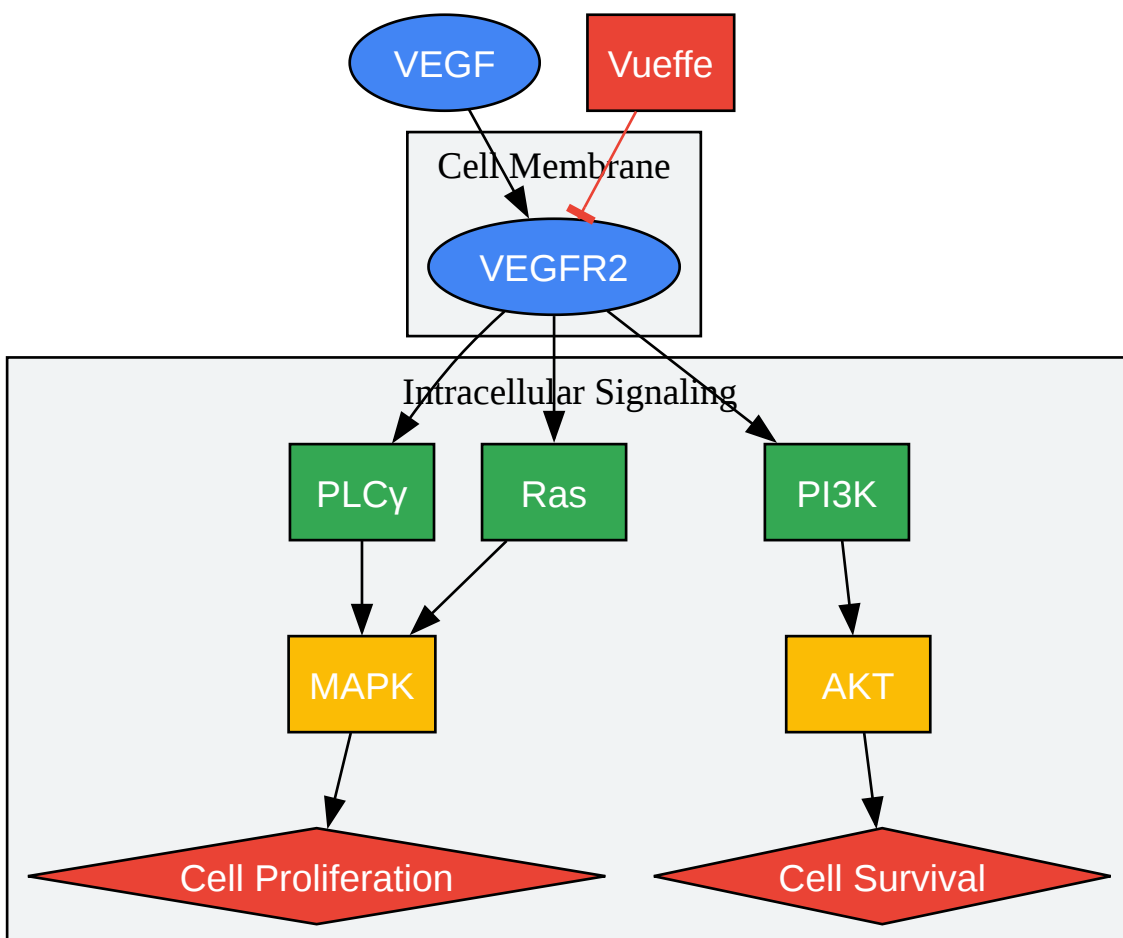 VEGF
Vueffe
Cell Membrane
VEGFR2
Intracellular Signaling
PLCγ
Ras
PI3K
MAPK
AKT
Cell Proliferation
Cell Survival